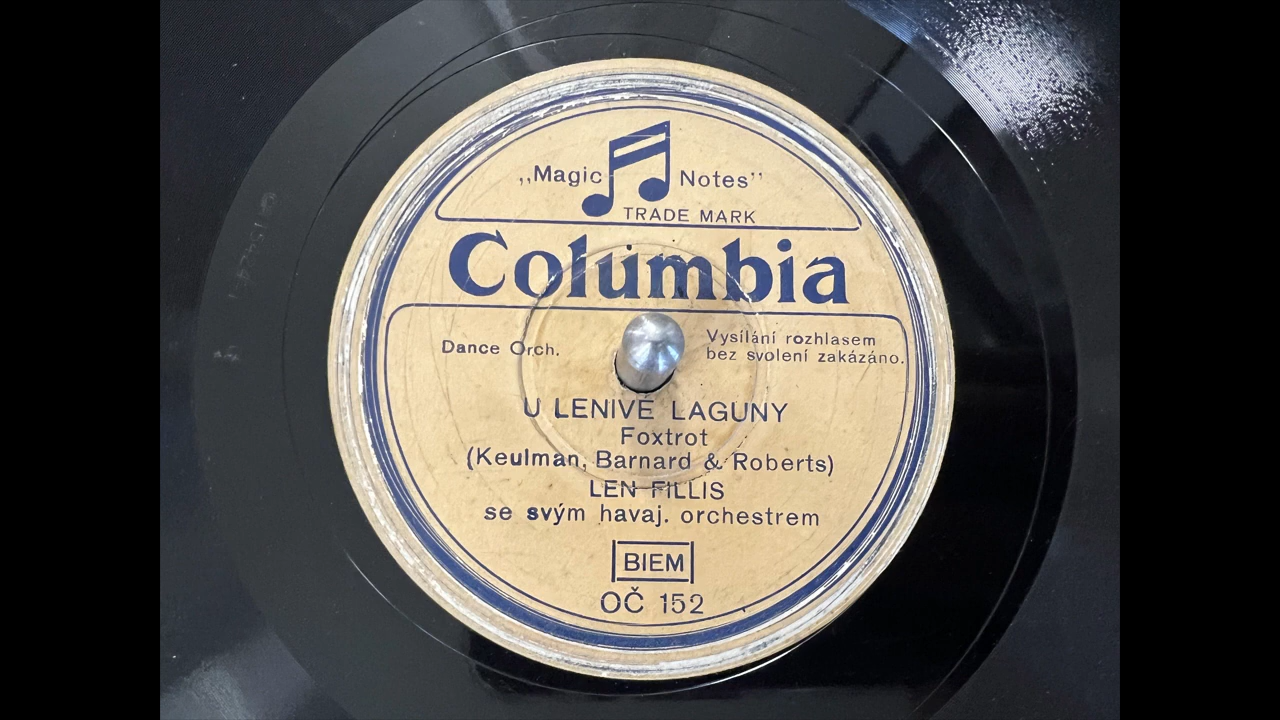 „Magic Notes”
TRADE MARK
Columbia
Dance Orch.
Vysílání rozhlasem
bez svolení zakázáno.
U LENIVÉ LAGUNY
Foxtrot
(Keulman, Barnard & Roberts)
LEN FILLIS
se svým havaj. orchestrem
BIEM
OČ 152